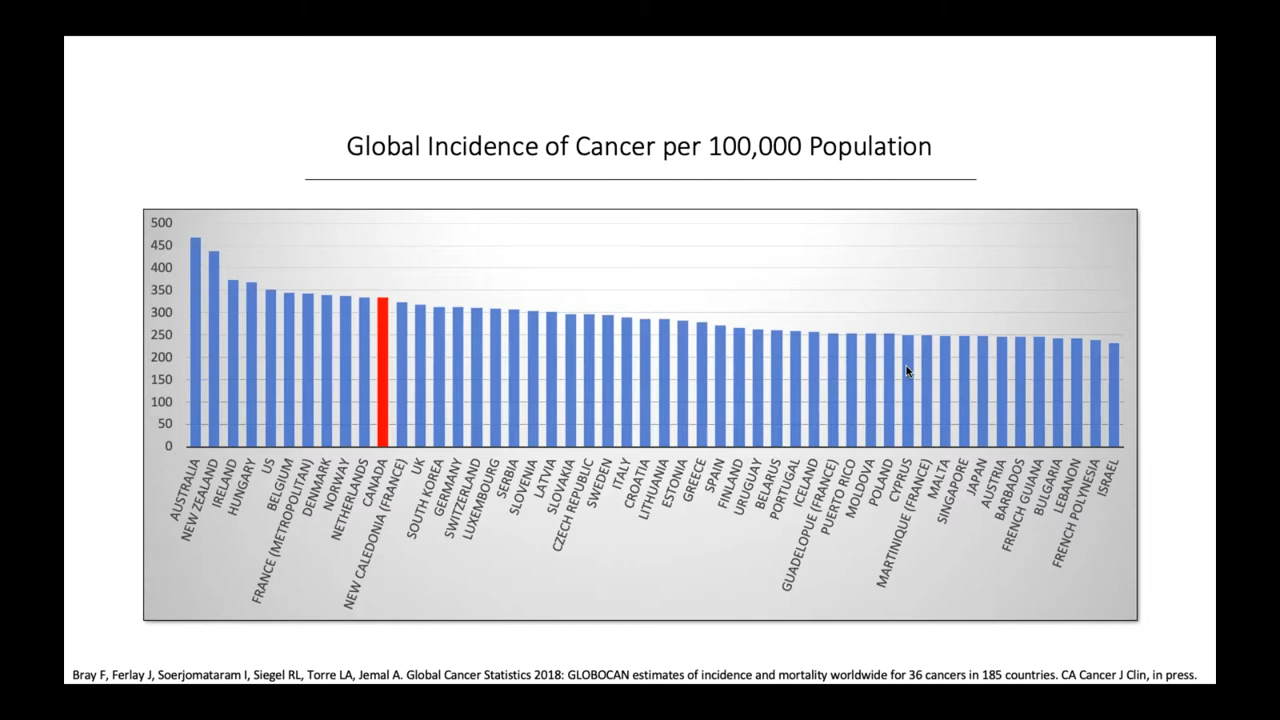 Global Incidence of Cancer per 100,000 Population
500
450
400
350
300
250
200
150
100
50
0
AUSTRALIA
NEW ZEALAND
IRELAND
HUNGARY
US
BELGIUM
FRANCE (METROPOLITAN)
DENMARK
NORWAY
NETHERLANDS
CANADA
NEW CALEDONIA (FRANCE)
UK
SOUTH KOREA
GERMANY
SWITZERLAND
LUXEMBOURG
SERBIA
SLOVENIA
LATVIA
SLOVAKIA
CZECH REPUBLIC
SWEDEN
ITALY
CROATIA
LITHUANIA
ESTONIA
GREECE
SPAIN
FINLAND
URUGUAY
BELARUS
PORTUGAL
ICELAND
GUADELOPUE (FRANCE)
PUERTO RICO
MOLDOVA
POLAND
CYPRUS
MARTINIQUE (FRANCE)
MALTA
SINGAPORE
JAPAN
AUSTRIA
BARBADOS
FRENCH GUIANA
BULGARIA
LEBANON
FRENCH POLYNESIA
ISRAEL
Bray F, Ferlay J, Soerjomataram I, Siegel RL, Torre LA, Jemal A. Global Cancer Statistics 2018: GLOBOCAN estimates of incidence and mortality worldwide for 36 cancers in 185 countries. CA Cancer J Clin, in press.